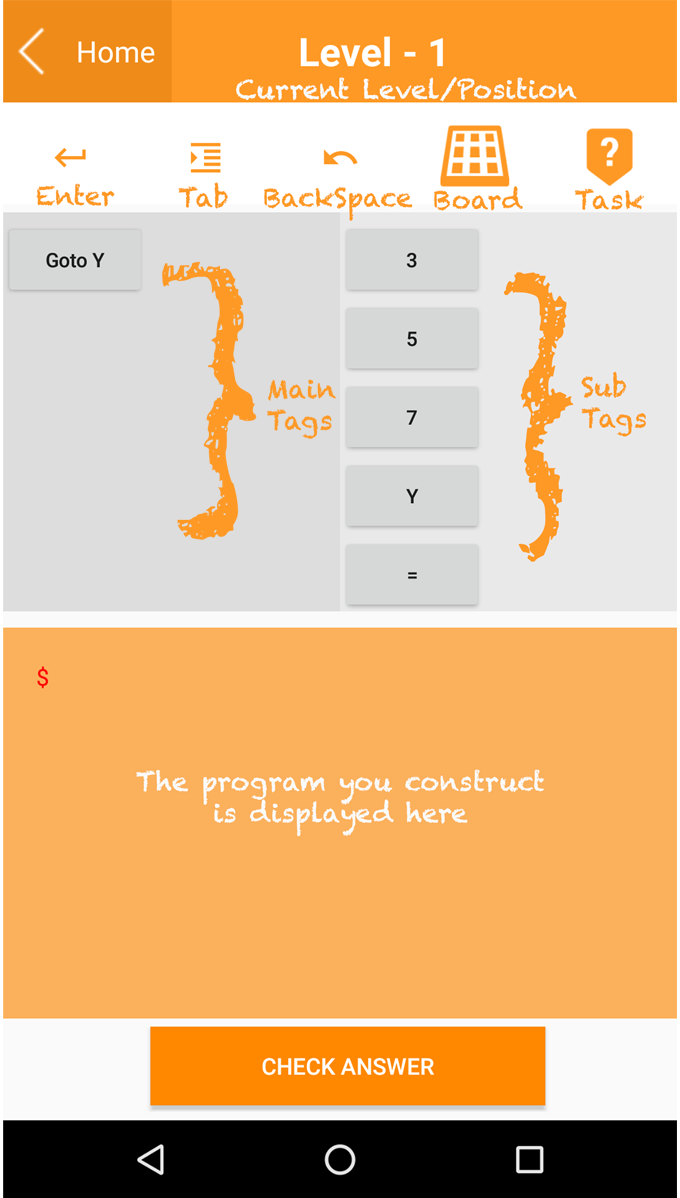 Home
Level - 1
Current Level/Position
Enter
Tab
BackSpace
Board
?
Task
Goto Y
Main
Tags
3
5
7
Y
=
Sub
Tags
$
The program you construct
is displayed here
CHECK ANSWER